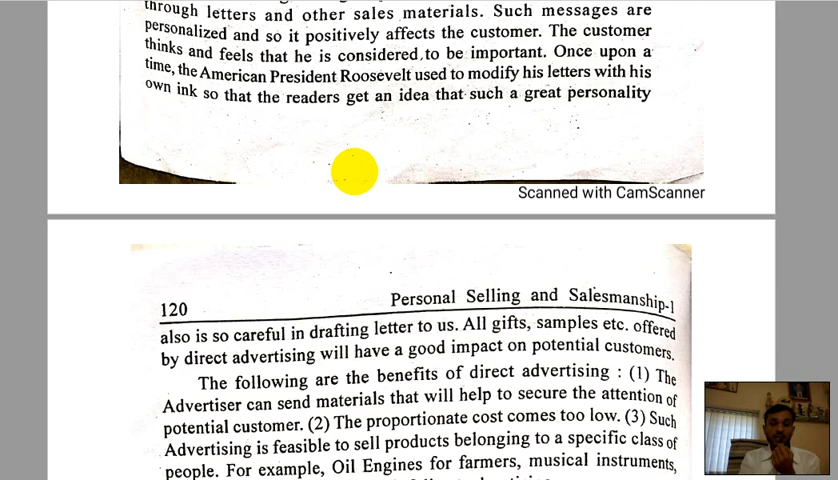 through letters and other sales materials. Such messages are
personalized and so it positively affects the customer. The customer
thinks and feels that he is considered to be important. Once upon a
time, the American President Roosevelt used to modify his letters with his
own ink so that the readers get an idea that such a great personality
Scanned with CamScanner
120 Personal Selling and Salesmanship-1
also is so careful in drafting letter to us. All gifts, samples etc. offered
by direct advertising will have a good impact on potential customers.
The following are the benefits of direct advertising : (1) The
Advertiser can send materials that will help to secure the attention of
potential customer. (2) The proportionate cost comes too low. (3) Such
Advertising is feasible to sell products belonging to a specific class of
people. For example, Oil Engines for farmers, musical instruments,